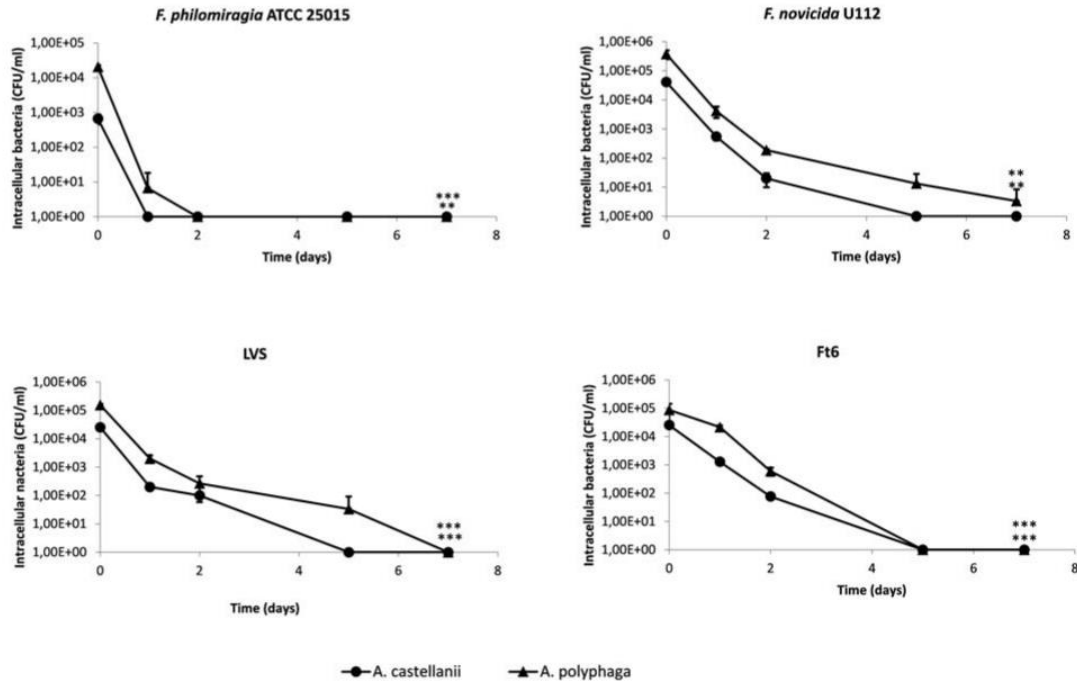 F. philomiragia ATCC 25015
Intracellular bacteria (CFU/ml)
1,00E+05
1,00E+04
1,00E+03
1,00E+02
1,00E+01
1,00E+00
***
**
0 2 4 6 8
Time (days)
F. novicida U112
Intracellular bacteria (CFU/ml)
1,00E+06
1,00E+05
1,00E+04
1,00E+03
1,00E+02
1,00E+01
1,00E+00
**
**
0 2 4 6 8
Time (days)
LVS
Intracellular nacteria (CFU/ml)
1,00E+06
1,00E+05
1,00E+04
1,00E+03
1,00E+02
1,00E+01
1,00E+00
***
***
0 2 4 6 8
Time (days)
Ft6
Intracellular bacteria (CFU/ml)
1,00E+06
1,00E+05
1,00E+04
1,00E+03
1,00E+02
1,00E+01
1,00E+00
***
***
0 2 4 6 8
Time (days)
A. castellanii A. polyphaga